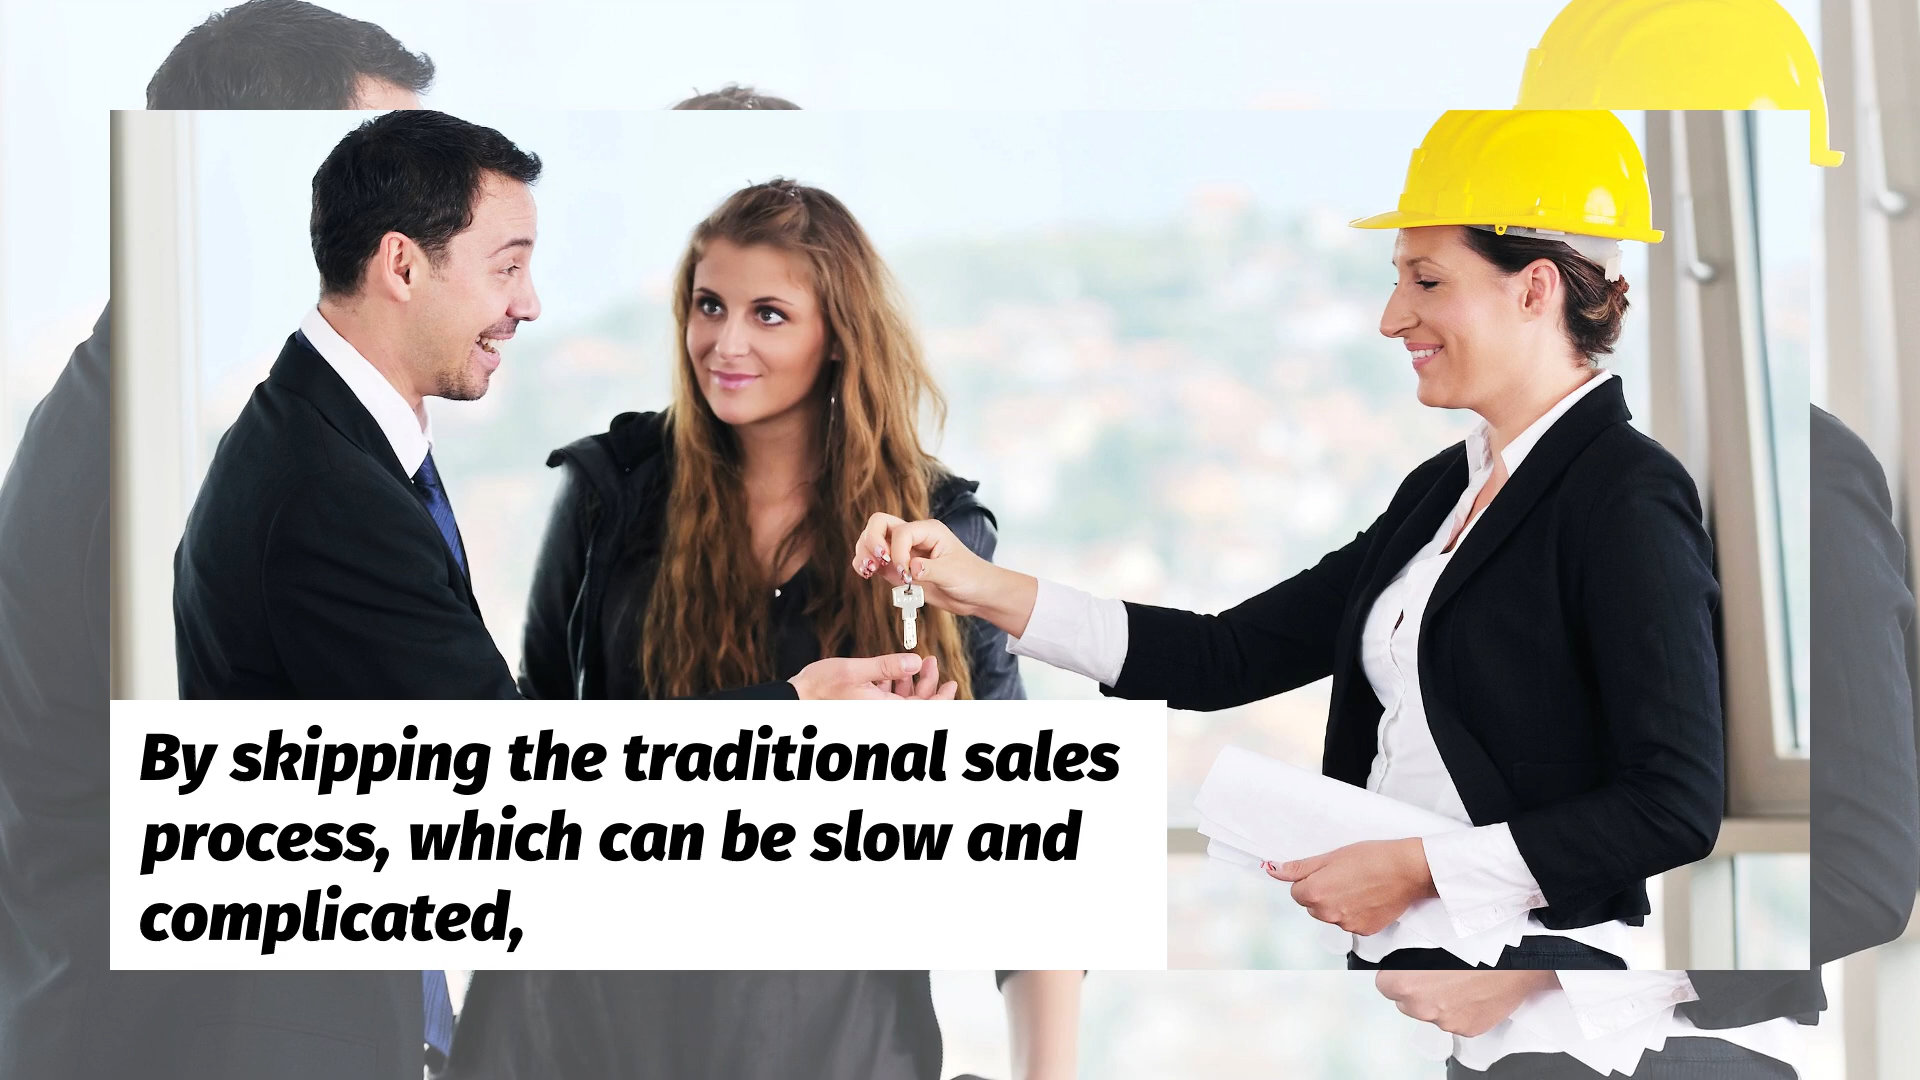 By skipping the traditional sales
process, which can be slow and
complicated,